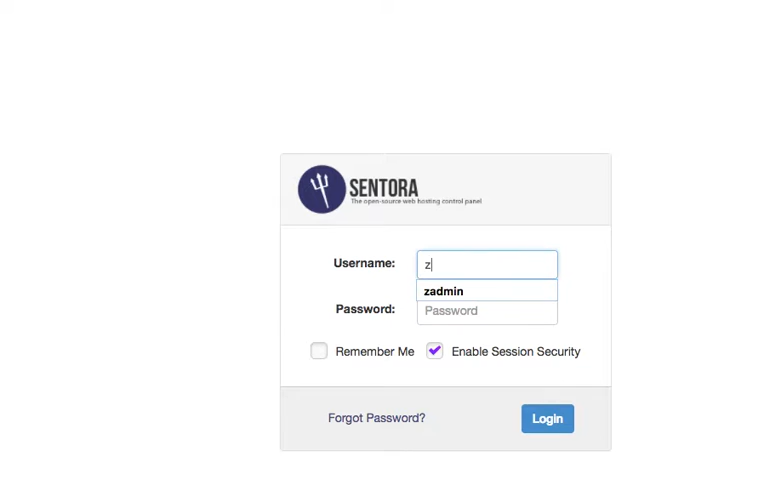 SENTORA
The open-source web hosting control panel
Username: z
zadmin
Password: Password
Remember Me Enable Session Security
Forgot Password? Login